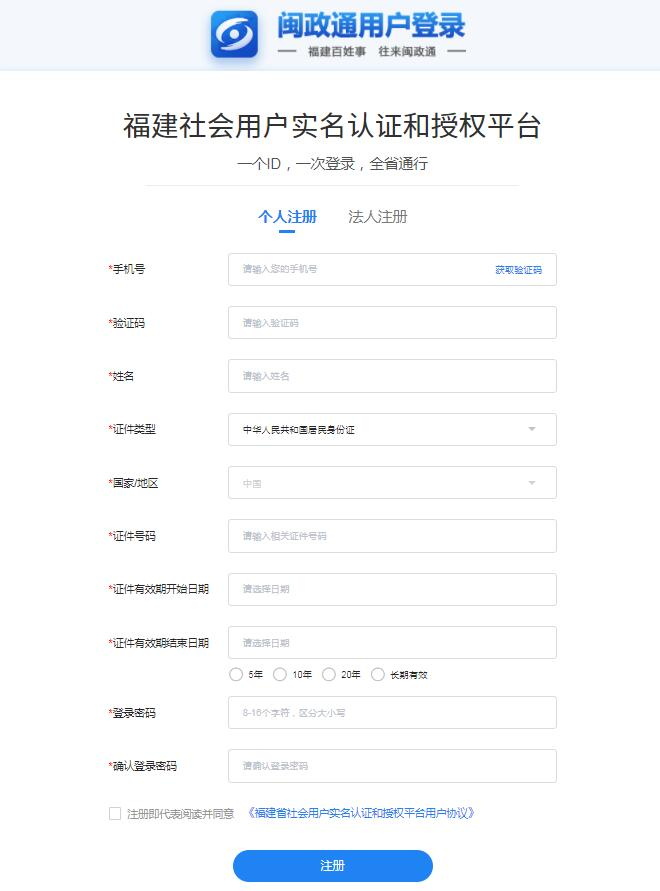 闽政通用户登录
福建百姓事 往来闽政通
福建社会用户实名认证和授权平台
一个ID，一次登录，全省通行
个人注册 法人注册
*手机号 请输入您的手机号 获取验证码
*验证码 请输入验证码
*姓名 请输入姓名
*证件类型 中华人民共和国居民身份证
*国家/地区 中国
*证件号码 请输入相关证件号码
*证件有效期开始日期 请选择日期
*证件有效期结束日期 请选择日期
5年 10年 20年 长期有效
*登录密码 8-16个字符，区分大小写
*确认登录密码 请确认登录密码
注册即代表阅读并同意 《福建省社会用户实名认证和授权平台用户协议》
注册